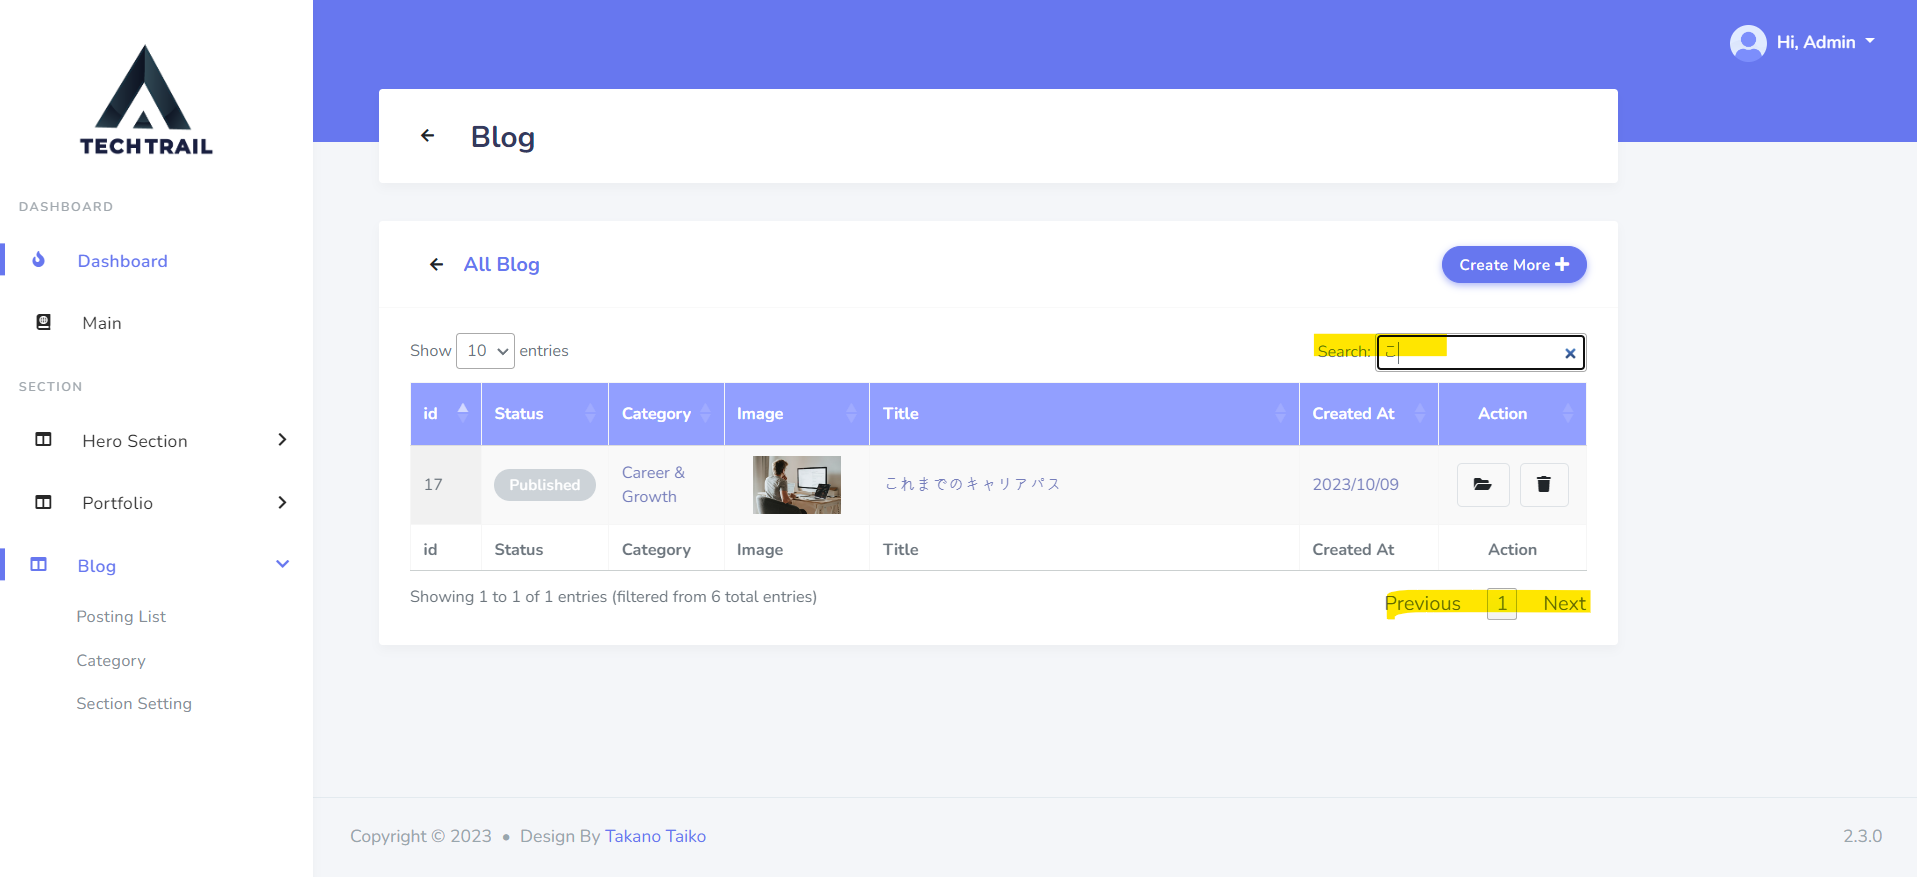 TECHTRAIL
Hi, Admin
Blog
DASHBOARD
Dashboard
Main
SECTION
Hero Section
Portfolio
Blog
Posting List
Category
Section Setting
All Blog
Create More
Show 10 entries
Search: こ
id Status Category Image Title Created At Action
17 Published Career & Growth これまでのキャリアパス 2023/10/09
id Status Category Image Title Created At Action
Showing 1 to 1 of 1 entries (filtered from 6 total entries)
Previous 1 Next
Copyright © 2023 • Design By Takano Taiko
2.3.0